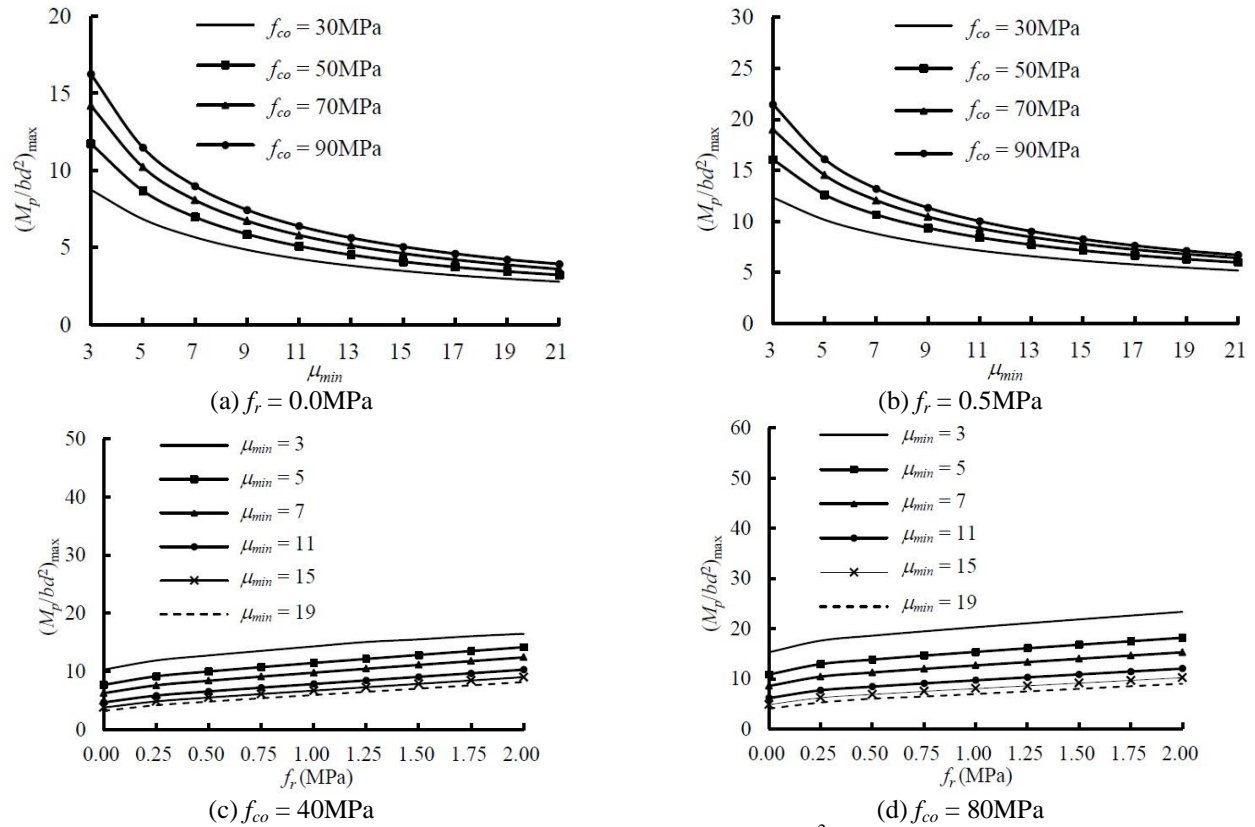 20
15
10
5
0
(M_p/bd²)_max
f_co = 30MPa
f_co = 50MPa
f_co = 70MPa
f_co = 90MPa
3 5 7 9 11 13 15 17 19 21
μ_min
(a) f_r = 0.0MPa
30
25
20
15
10
5
0
(M_p/bd²)_max
f_co = 30MPa
f_co = 50MPa
f_co = 70MPa
f_co = 90MPa
3 5 7 9 11 13 15 17 19 21
μ_min
(b) f_r = 0.5MPa
50
40
30
20
10
0
(M_p/bd²)_max
μ_min = 3
μ_min = 5
μ_min = 7
μ_min = 11
μ_min = 15
μ_min = 19
0.00 0.25 0.50 0.75 1.00 1.25 1.50 1.75 2.00
f_r (MPa)
(c) f_co = 40MPa
60
50
40
30
20
10
0
(M_p/bd²)_max
μ_min = 3
μ_min = 5
μ_min = 7
μ_min = 11
μ_min = 15
μ_min = 19
0.00 0.25 0.50 0.75 1.00 1.25 1.50 1.75 2.00
f_r (MPa)
(d) f_co = 80MPa
2